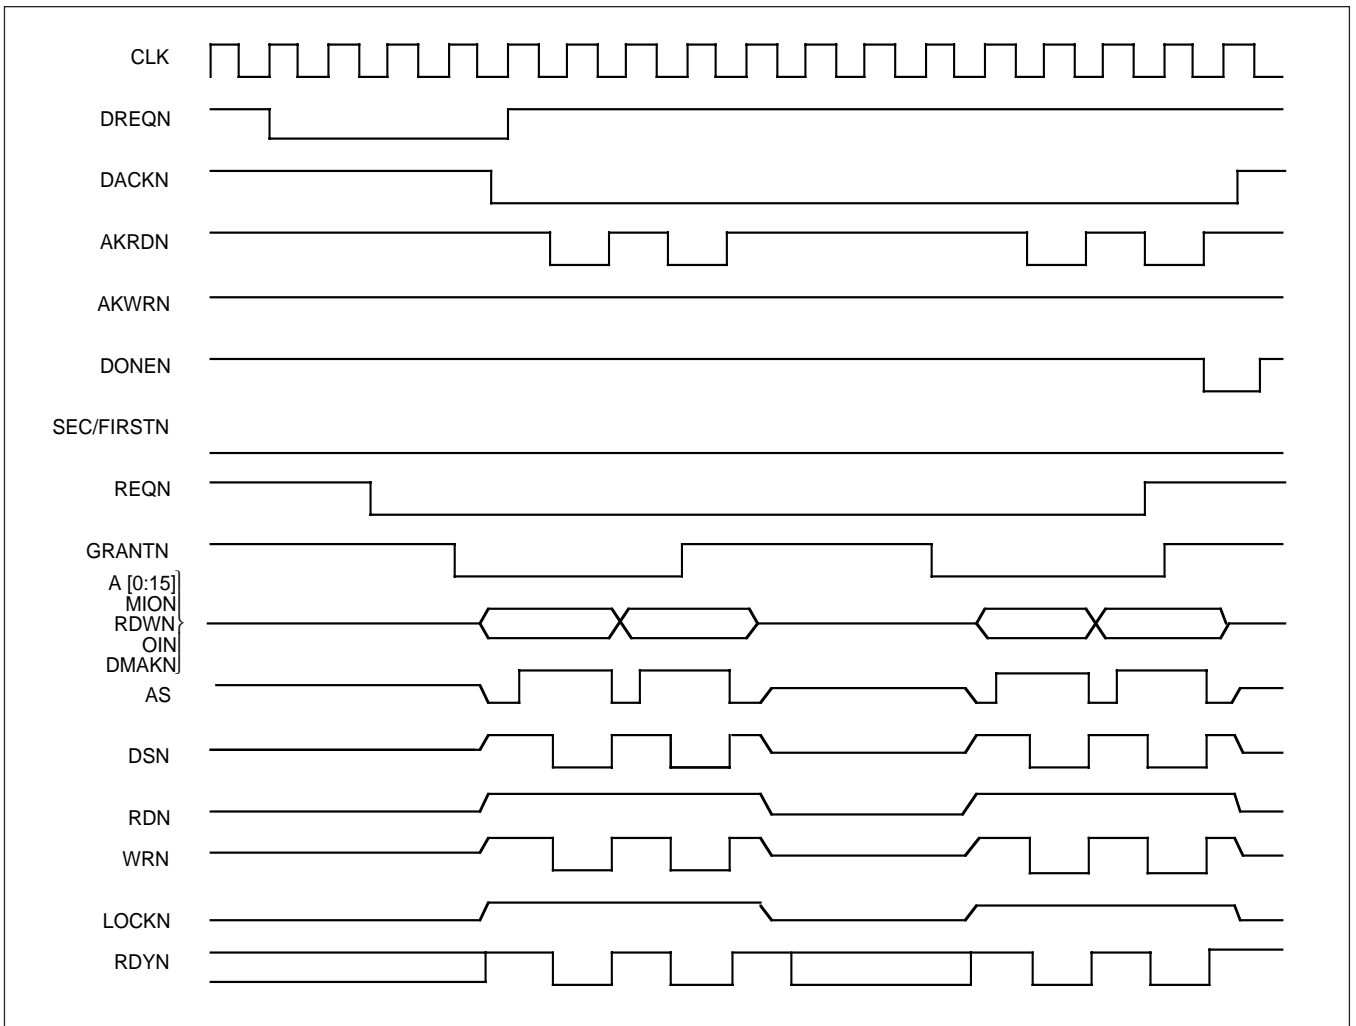 CLK
DREQN
DACKN
AKRDN
AKWRN
DONEN
SEC/FIRSTN
REQN
GRANTN
A [0:15]
MION
RDWN
OIN
DMAKN
AS
DSN
RDN
WRN
LOCKN
RDYN